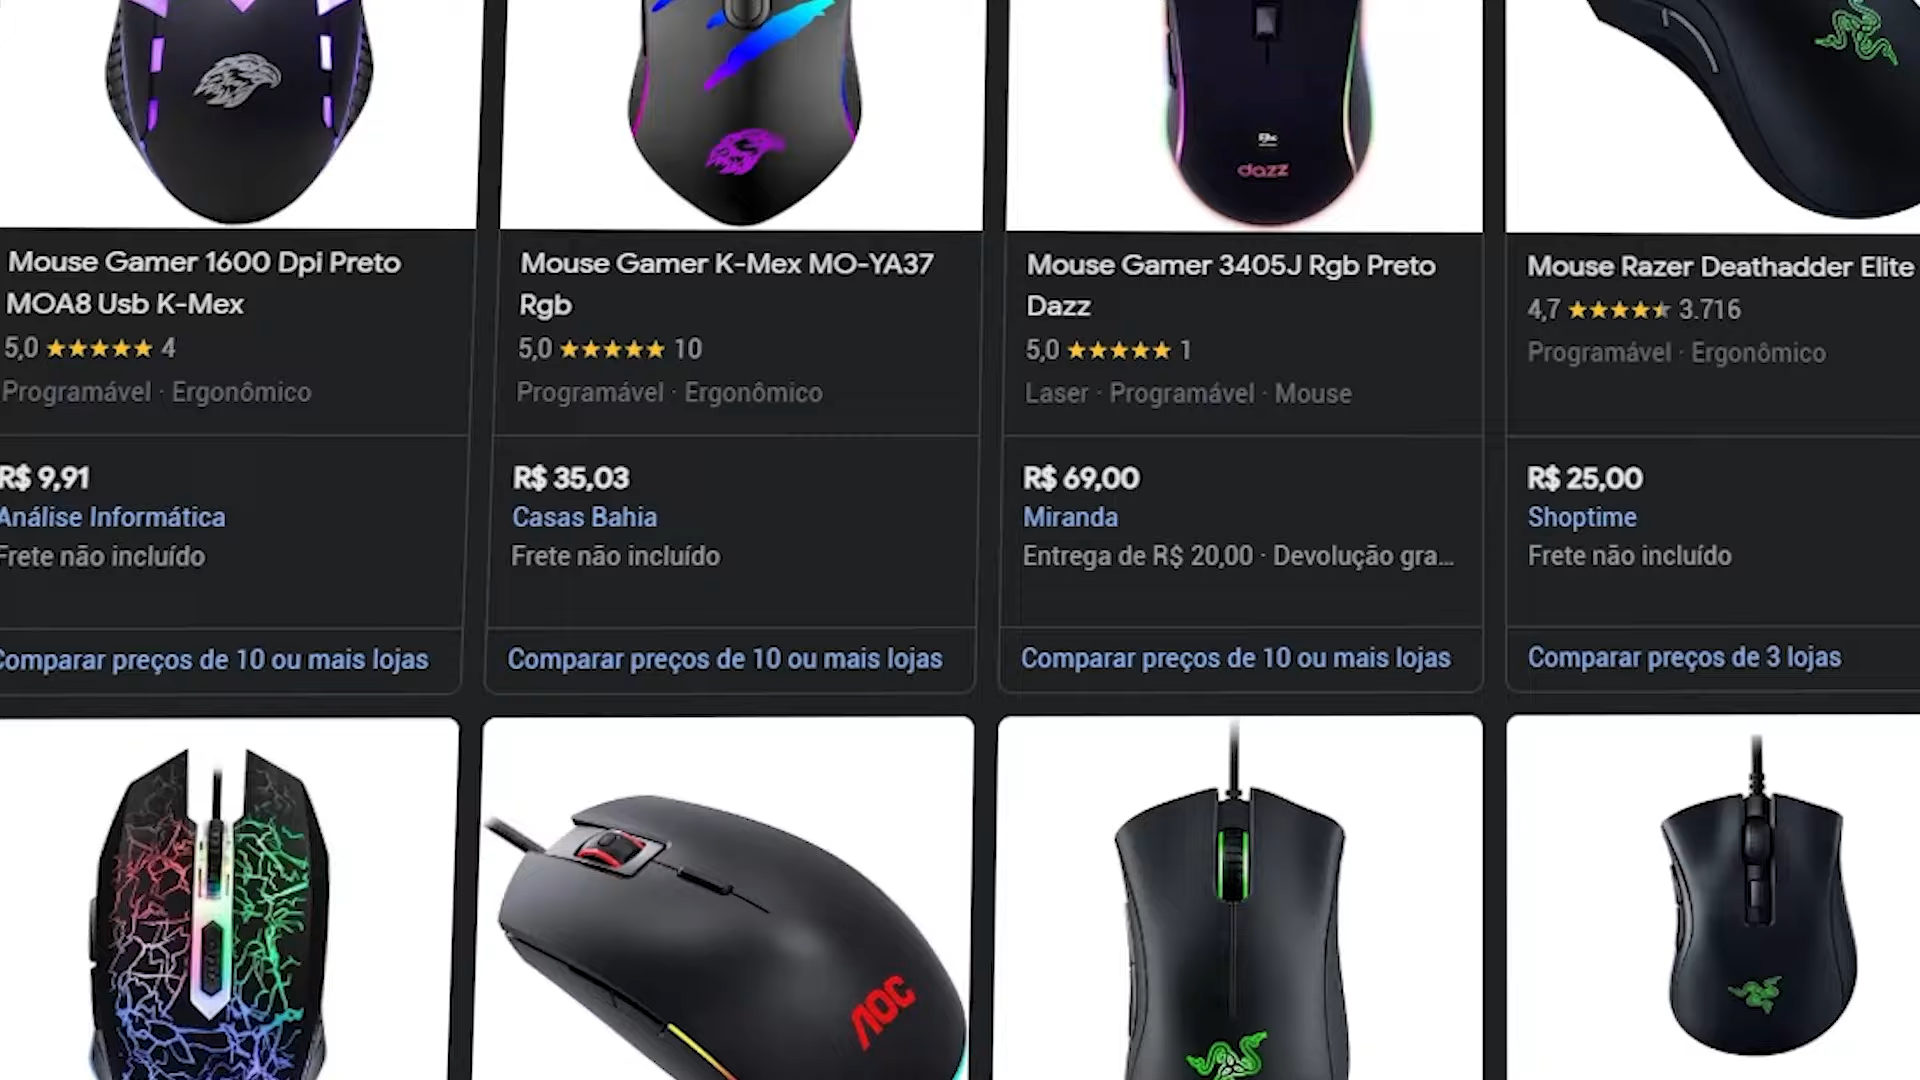 dazz
Mouse Gamer 1600 Dpi Preto
MOA8 Usb K-Mex
5,0 ★★★★★ 4
Programável · Ergonômico
R$ 9,91
Análise Informática
Frete não incluído
Comparar preços de 10 ou mais lojas
Mouse Gamer K-Mex MO-YA37
Rgb
5,0 ★★★★★ 10
Programável · Ergonômico
R$ 35,03
Casas Bahia
Frete não incluído
Comparar preços de 10 ou mais lojas
Mouse Gamer 3405J Rgb Preto
Dazz
5,0 ★★★★★ 1
Laser · Programável · Mouse
R$ 69,00
Miranda
Entrega de R$ 20,00 · Devolução gra...
Comparar preços de 10 ou mais lojas
Mouse Razer Deathadder Elite
4,7 ★★★★★ 3.716
Programável · Ergonômico
R$ 25,00
Shoptime
Frete não incluído
Comparar preços de 3 lojas
AOC